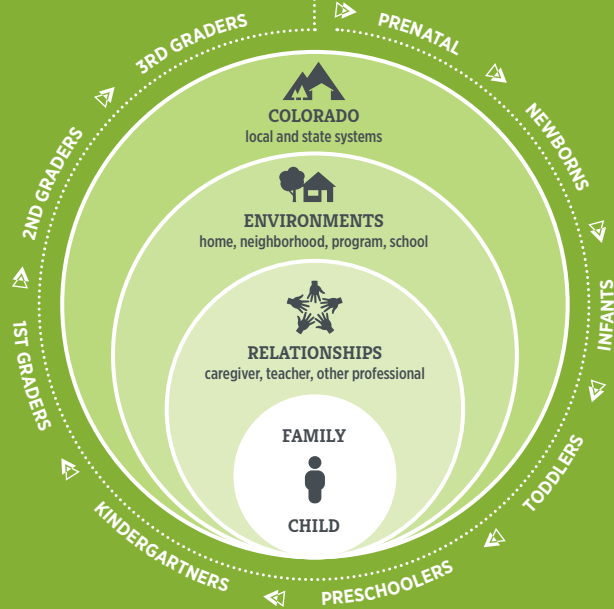 PRENATAL
NEWBORNS
INFANTS
TODDLERS
PRESCHOOLERS
KINDERGARTNERS
1ST GRADERS
2ND GRADERS
3RD GRADERS
COLORADO
local and state systems
ENVIRONMENTS
home, neighborhood, program, school
RELATIONSHIPS
caregiver, teacher, other professional
FAMILY
CHILD